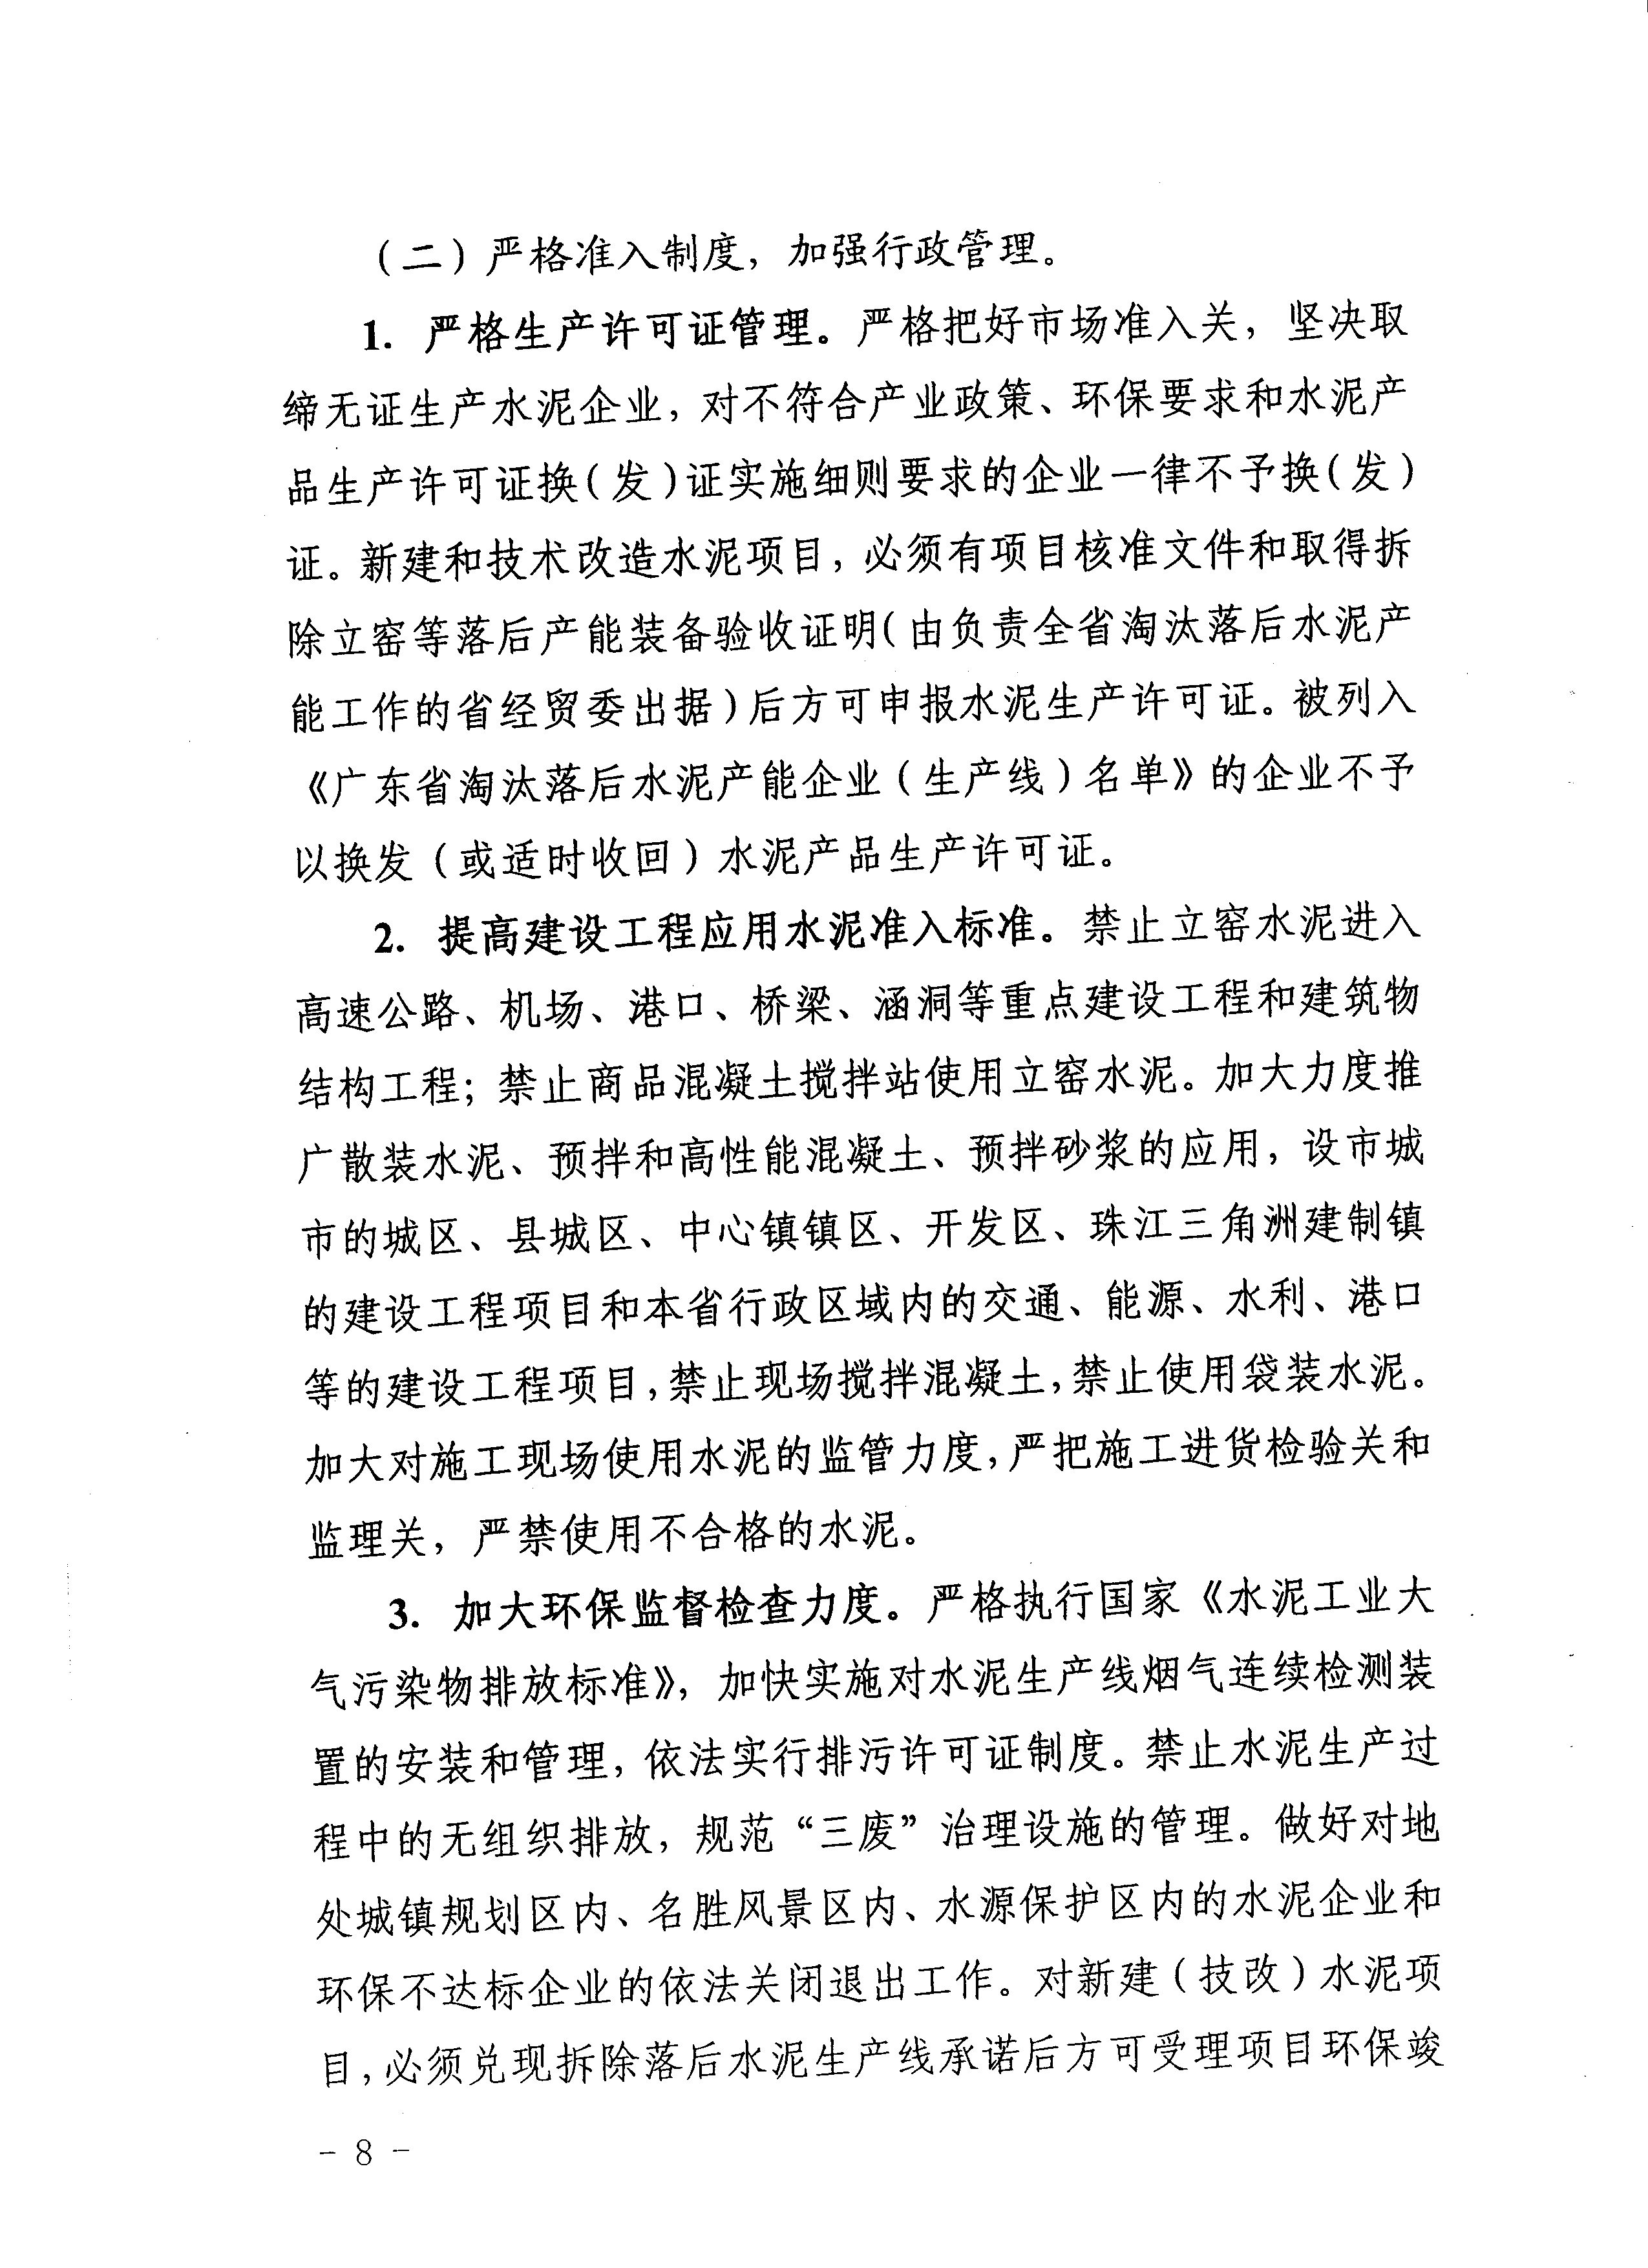 （二）严格准入制度，加强行政管理。
1. 严格生产许可证管理。严格把好市场准入关，坚决取
缔无证生产水泥企业，对不符合产业政策、环保要求和水泥产
品生产许可证换（发）证实施细则要求的企业一律不予换（发）
证。新建和技术改造水泥项目，必须有项目核准文件和取得拆
除立窑等落后产能装备验收证明（由负责全省淘汰落后水泥产
能工作的省经贸委出据）后方可申报水泥生产许可证。被列入
《广东省淘汰落后水泥产能企业（生产线）名单》的企业不予
以换发（或适时收回）水泥产品生产许可证。
2. 提高建设工程应用水泥准入标准。禁止立窑水泥进入
高速公路、机场、港口、桥梁、涵洞等重点建设工程和建筑物
结构工程；禁止商品混凝土搅拌站使用立窑水泥。加大力度推
广散装水泥、预拌和高性能混凝土、预拌砂浆的应用，设市城
市的城区、县城区、中心镇镇区、开发区、珠江三角洲建制镇
的建设工程项目和本省行政区域内的交通、能源、水利、港口
等的建设工程项目，禁止现场搅拌混凝土，禁止使用袋装水泥。
加大对施工现场使用水泥的监管力度，严把施工进货检验关和
监理关，严禁使用不合格的水泥。
3. 加大环保监督检查力度。严格执行国家《水泥工业大
气污染物排放标准》，加快实施对水泥生产线烟气连续检测装
置的安装和管理，依法实行排污许可证制度。禁止水泥生产过
程中的无组织排放，规范“三废”治理设施的管理。做好对地
处城镇规划区内、名胜风景区内、水源保护区内的水泥企业和
环保不达标企业的依法关闭退出工作。对新建（技改）水泥项
目，必须兑现拆除落后水泥生产线承诺后方可受理项目环保竣
- 8 -